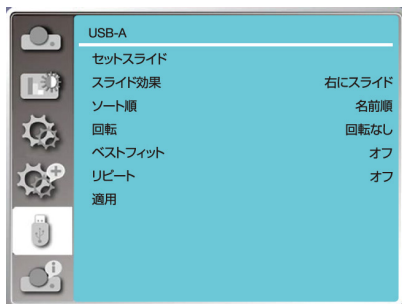 USB-A
セットスライド
スライド効果 右にスライド
ソート順 名前順
回転 回転なし
ベストフィット オフ
リピート オフ
適用